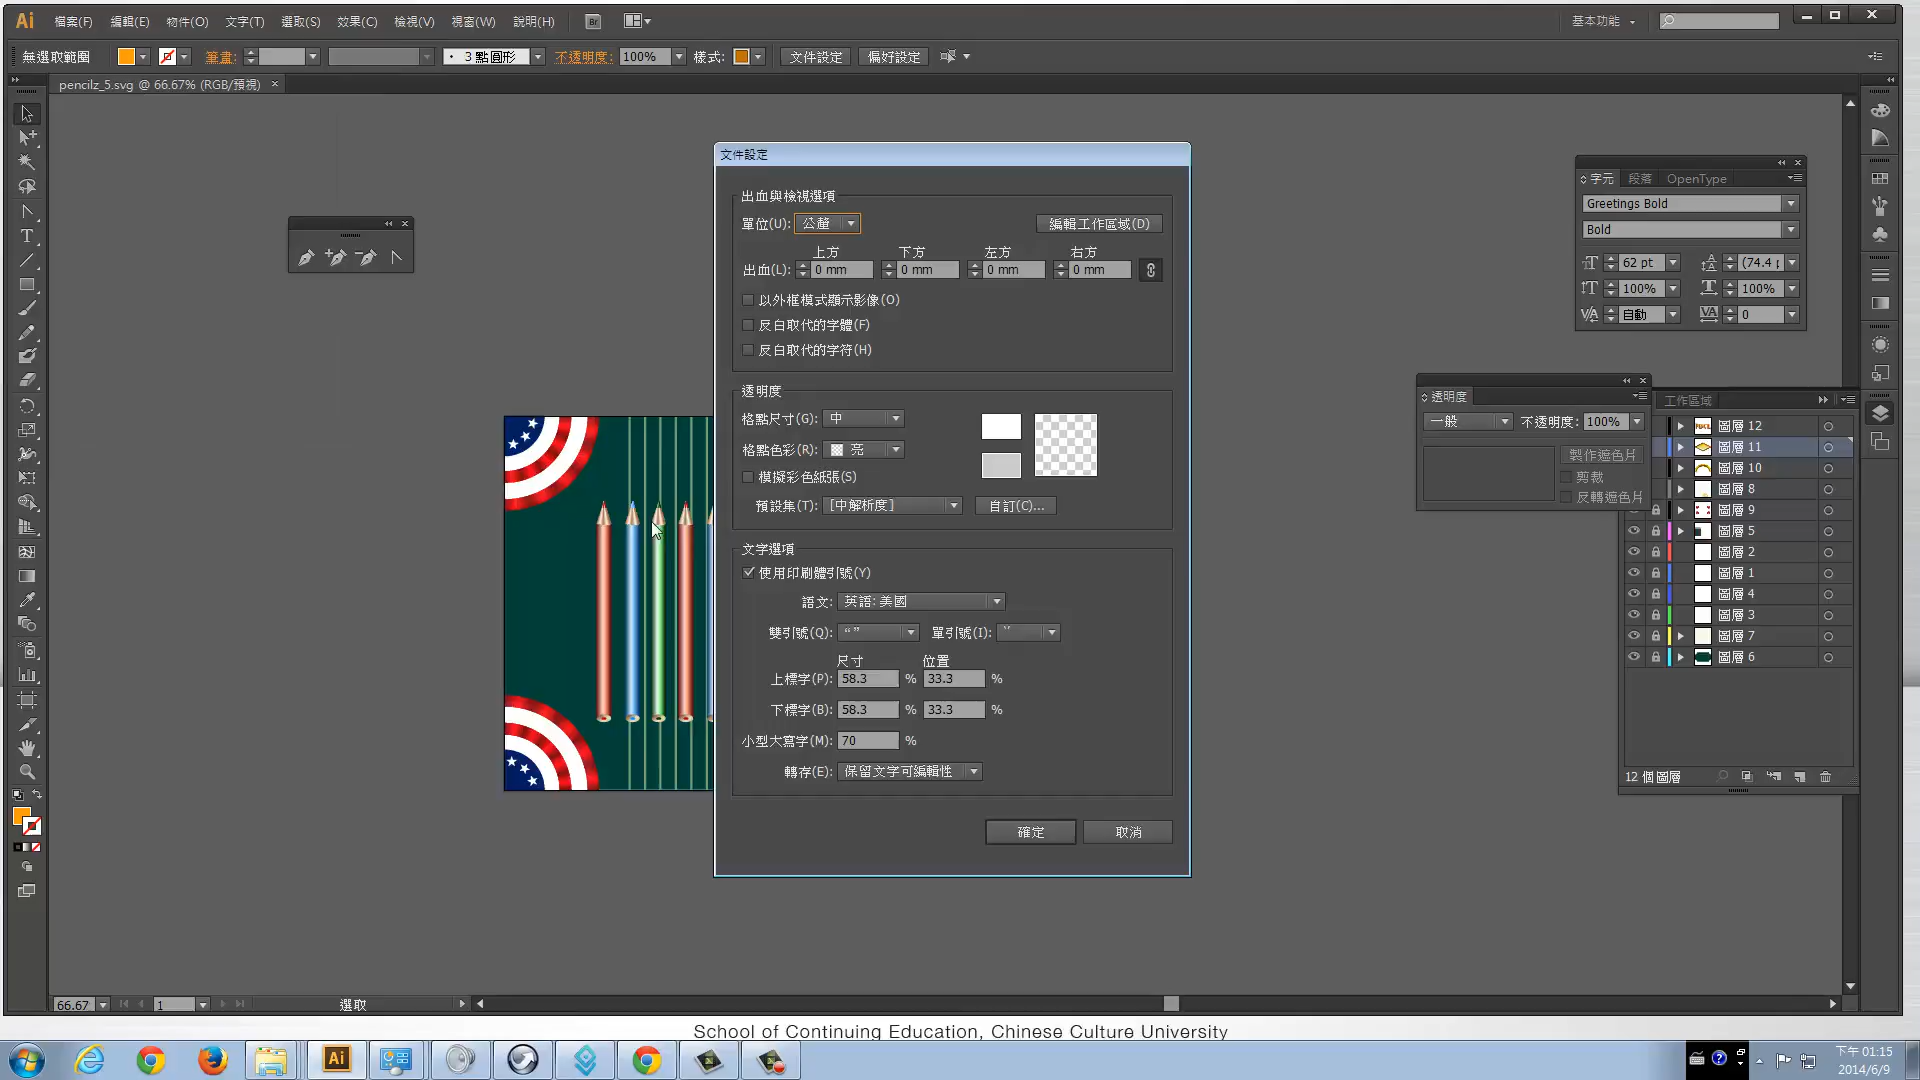 Ai 檔案(F) 編輯(E) 物件(O) 文字(T) 選取(S) 效果(C) 檢視(V) 視窗(W) 說明(H) Br 基本功能
無選取範圍 筆畫: 3 點圓形 不透明度: 100% 樣式: 文件設定 偏好設定
pencilz_5.svg @ 66.67% (RGB/預視) ×
文件設定
出血與檢視選項
單位(U): 公釐 編輯工作區域(D)
上方 下方 左方 右方
出血(L): 0 mm 0 mm 0 mm 0 mm
以外框模式顯示影像(O)
反白取代的字體(F)
反白取代的字符(H)
透明度
格點尺寸(G): 中
格點色彩(R): 亮
模擬彩色紙張(S)
預設集(T): [中解析度] 自訂(C)...
文字選項
使用印刷體引號(Y)
語文: 英語: 美國
雙引號(Q): “ ” 單引號(I):
尺寸 位置
上標字(P): 58.3 % 33.3 %
下標字(B): 58.3 % 33.3 %
小型大寫字(M): 70 %
轉存(E): 保留文字可編輯性
確定 取消
字元 段落 OpenType
Greetings Bold
Bold
62 pt (74.4
100% 100%
自動 0
透明度
一般 不透明度: 100%
製作遮色片
剪裁
反轉遮色片
工作區域
圖層 12
圖層 11
圖層 10
圖層 8
圖層 9
圖層 5
圖層 2
圖層 1
圖層 4
圖層 3
圖層 7
圖層 6
12 個圖層
66.67 1 選取
School of Continuing Education, Chinese Culture University
Ai
下午 01:15
2014/6/9